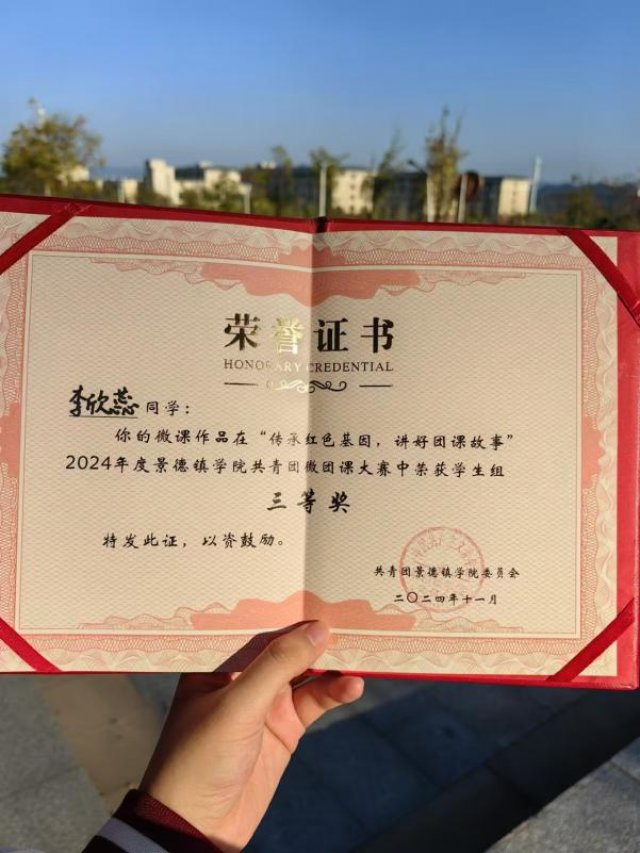 荣誉证书
HONORARY CREDENTIAL
李欣蕊同学：
你的微课作品在“传承红色基因，讲好团课故事”
2024年度景德镇学院共青团微团课大赛中荣获学生组
三等奖
特发此证，以资鼓励。
共青团景德镇学院委员会
二〇二四年十一月